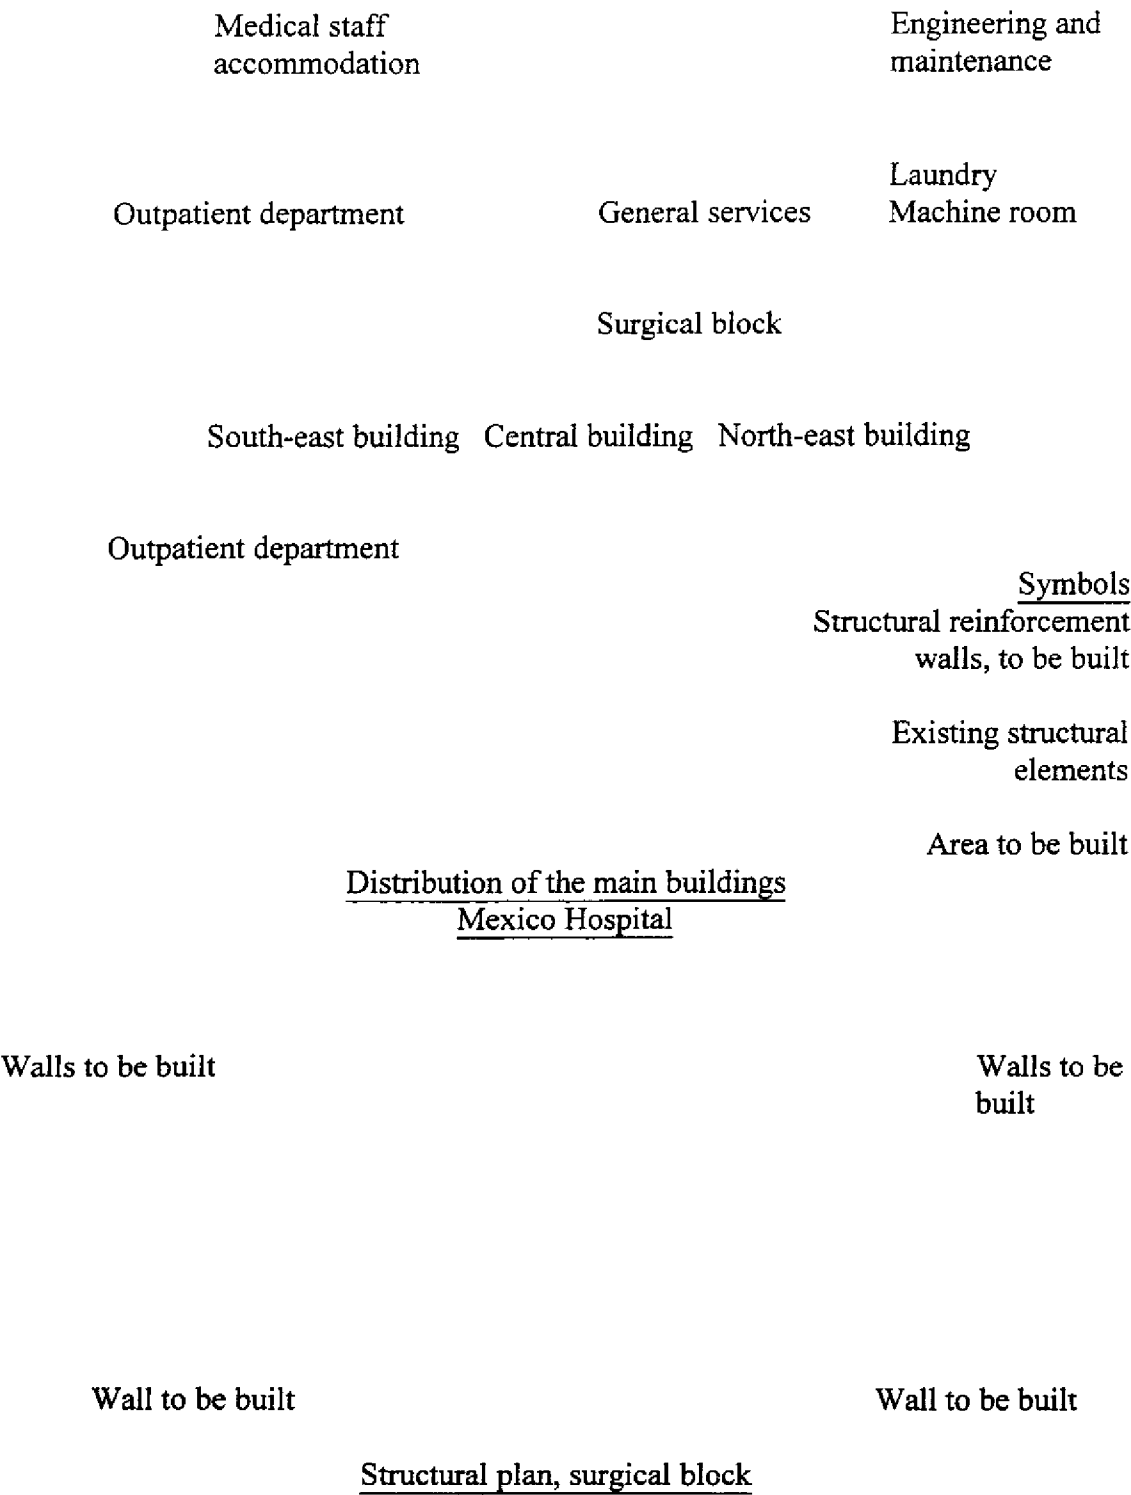 Medical staff
accommodation
Engineering and
maintenance
Laundry
Outpatient department General services Machine room
Surgical block
South-east building Central building North-east building
Outpatient department
Symbols
Structural reinforcement
walls, to be built
Existing structural
elements
Area to be built
Distribution of the main buildings
Mexico Hospital
Walls to be built
Walls to be
built
Wall to be built
Wall to be built
Structural plan, surgical block